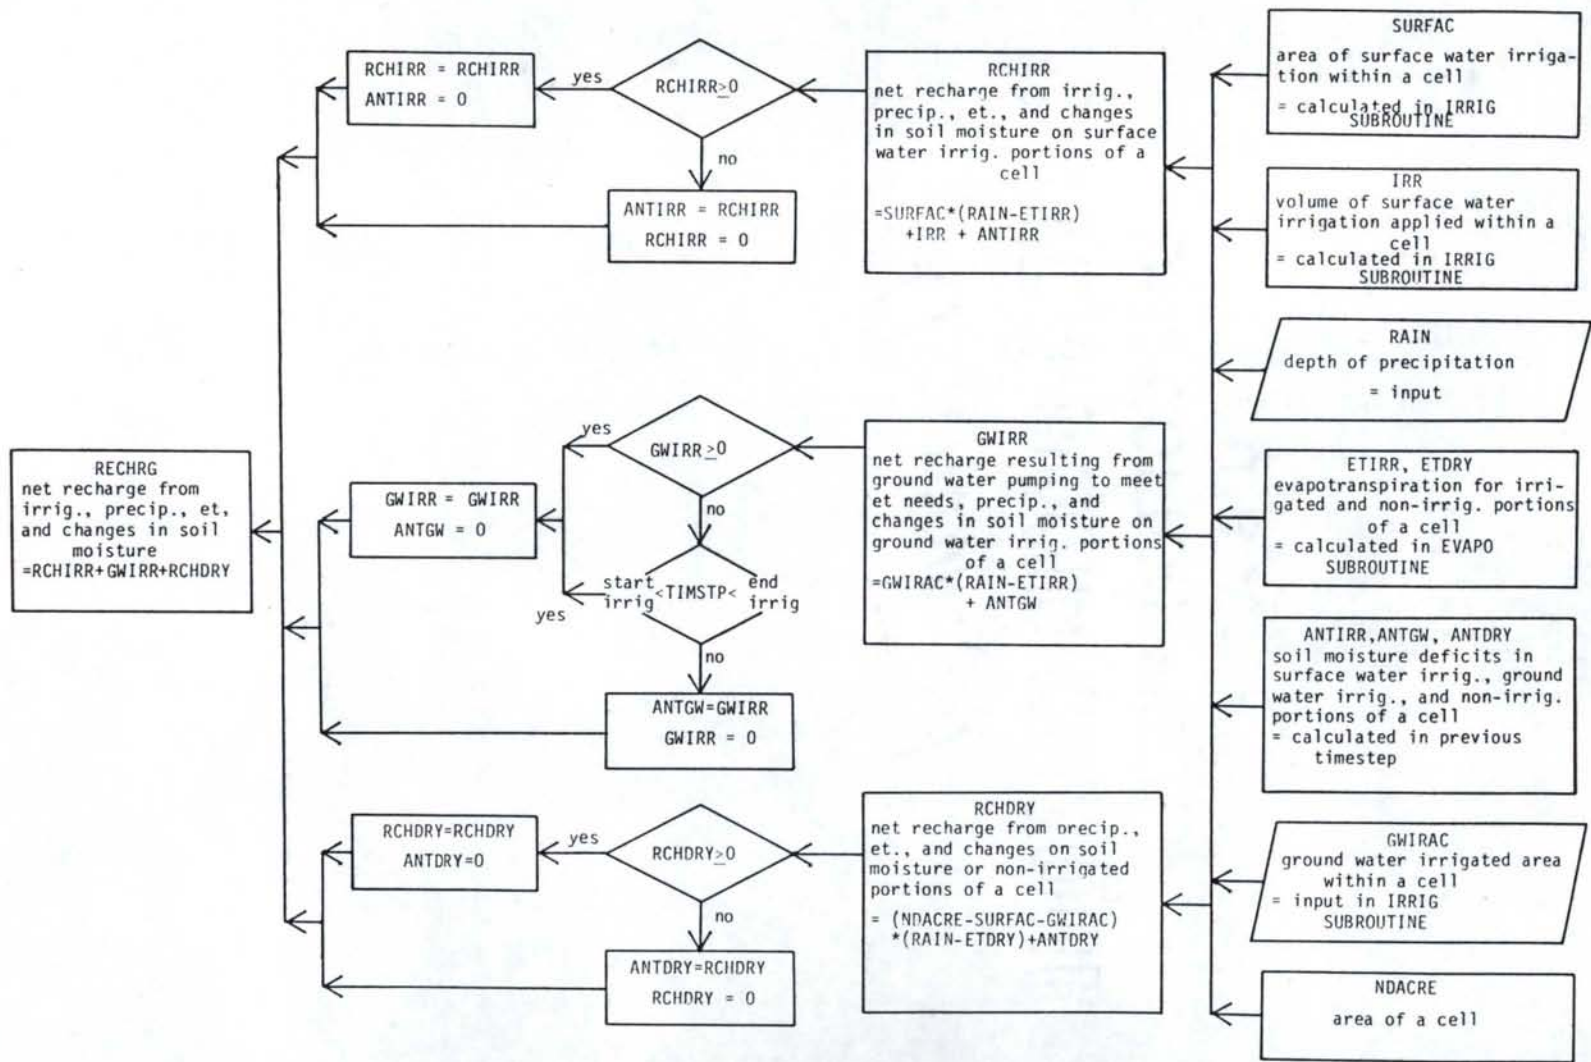 SURFAC
area of surface water irriga-
tion within a cell
= calculated in IRRIG
SUBROUTINE
RCHIRR = RCHIRR
ANTIRR = 0
yes
RCHIRR≥0
no
ANTIRR = RCHIRR
RCHIRR = 0
RCHIRR
net recharge from irrig.,
precip., et., and changes
in soil moisture on surface
water irrig. portions of a
cell
=SURFAC*(RAIN-ETIRR)
+IRR + ANTIRR
IRR
volume of surface water
irrigation applied within a
cell
= calculated in IRRIG
SUBROUTINE
RAIN
depth of precipitation
= input
RECHRG
net recharge from
irrig., precip., et,
and changes in soil
moisture
=RCHIRR+GWIRR+RCHDRY
GWIRR = GWIRR
ANTGW = 0
yes
GWIRR≥0
no
start
irrig
<TIMSTP<
end
irrig
yes
no
ANTGW=GWIRR
GWIRR = 0
GWIRR
net recharge resulting from
ground water pumping to meet
et needs, precip., and
changes in soil moisture on
ground water irrig. portions
of a cell
=GWIRAC*(RAIN-ETIRR)
+ ANTGW
ETIRR, ETDRY
evapotranspiration for irri-
gated and non-irrig. portions
of a cell
= calculated in EVAPO
SUBROUTINE
ANTIRR,ANTGW, ANTDRY
soil moisture deficits in
surface water irrig., ground
water irrig., and non-irrig.
portions of a cell
= calculated in previous
timestep
RCHDRY=RCHDRY
ANTDRY=0
yes
RCHDRY≥0
no
ANTDRY=RCHDRY
RCHDRY = 0
RCHDRY
net recharge from precip.,
et., and changes on soil
moisture or non-irrigated
portions of a cell
= (NDACRE-SURFAC-GWIRAC)
*(RAIN-ETDRY)+ANTDRY
GWIRAC
ground water irrigated area
within a cell
= input in IRRIG
SUBROUTINE
NDACRE
area of a cell